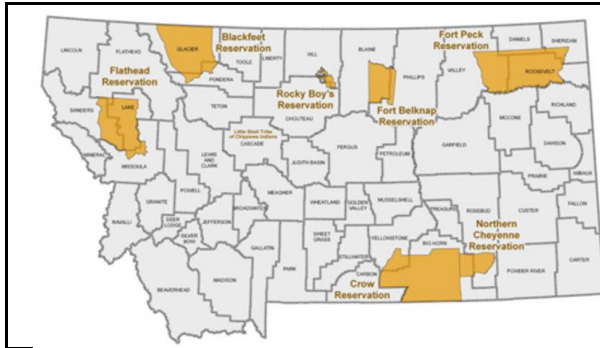 Blackfeet
Reservation
Fort Peck
Reservation
Flathead
Reservation
Rocky Boy's
Reservation
Fort Belknap
Reservation
Little Shell Tribe
of Chippewa Indians
Northern
Cheyenne
Reservation
Crow
Reservation
LINCOLN
FLATHEAD
GLACIER
TOOLE
LIBERTY
HILL
BLAINE
PHILLIPS
VALLEY
DANIELS
SHERIDAN
ROOSEVELT
PONDERA
TETON
CHOUTEAU
SANDERS
LAKE
RICHLAND
MCCONE
GARFIELD
DAWSON
CASCADE
LEWIS
AND
CLARK
JUDITH BASIN
FERGUS
PETROLEUM
MINERAL
MISSOULA
POWELL
PRAIRIE
WIBAUX
GRANITE
MEAGHER
WHEATLAND
GOLDEN
VALLEY
MUSSELSHELL
TREASURE
ROSEBUD
CUSTER
FALLON
RAVALLI
DEER
LODGE
SILVER
BOW
JEFFERSON
BROADWATER
GALLATIN
PARK
SWEET
GRASS
STILLWATER
YELLOWSTONE
BIG HORN
CARBON
POWDER RIVER
CARTER
BEAVERHEAD
MADISON